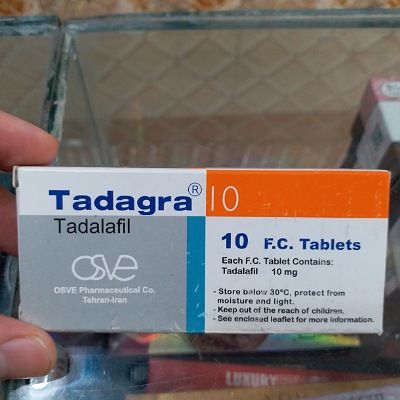 Tadagra® 10
Tadalafil
OSVE
OSVE Pharmaceutical Co.
Tehran-Iran
10 F.C. Tablets
Each F.C. Tablet Contains:
Tadalafil 10 mg
- Store below 30°C, protect from
moisture and light.
- Keep out of the reach of children.
- See enclosed leaflet for more information.
LUXURY